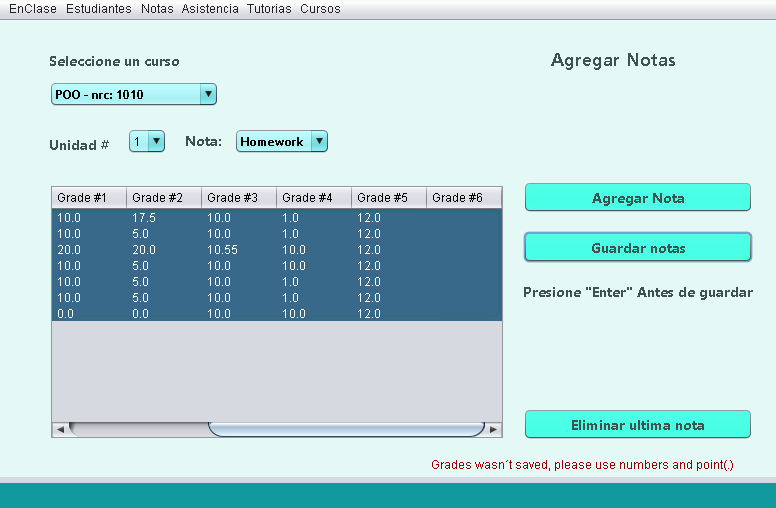 EnClase Estudiantes Notas Asistencia Tutorias Cursos
Seleccione un curso
Agregar Notas
POO - nrc: 1010
Unidad # 1 Nota: Homework
Grade #1 Grade #2 Grade #3 Grade #4 Grade #5 Grade #6
10.0 17.5 10.0 1.0 12.0
10.0 5.0 10.0 1.0 12.0
20.0 20.0 10.55 10.0 12.0
10.0 5.0 10.0 10.0 12.0
10.0 5.0 10.0 1.0 12.0
10.0 5.0 10.0 1.0 12.0
0.0 0.0 10.0 10.0 12.0
Agregar Nota
Guardar notas
Presione "Enter" Antes de guardar
Eliminar ultima nota
Grades wasn´t saved, please use numbers and point(.)